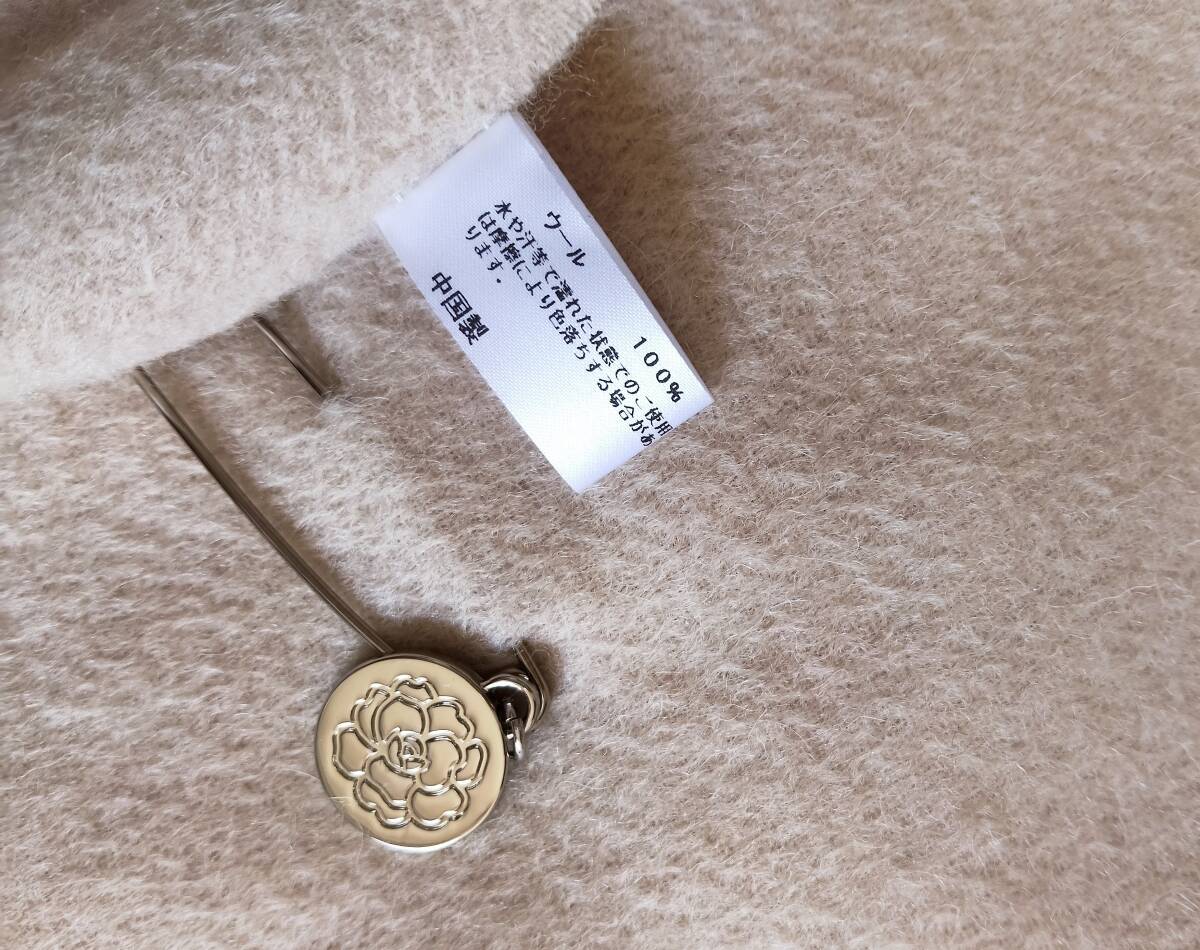 ウール 100%
水や汗等で濡れた状態でのご使用
は摩擦により色落ちする場合があ
ります。
中国製